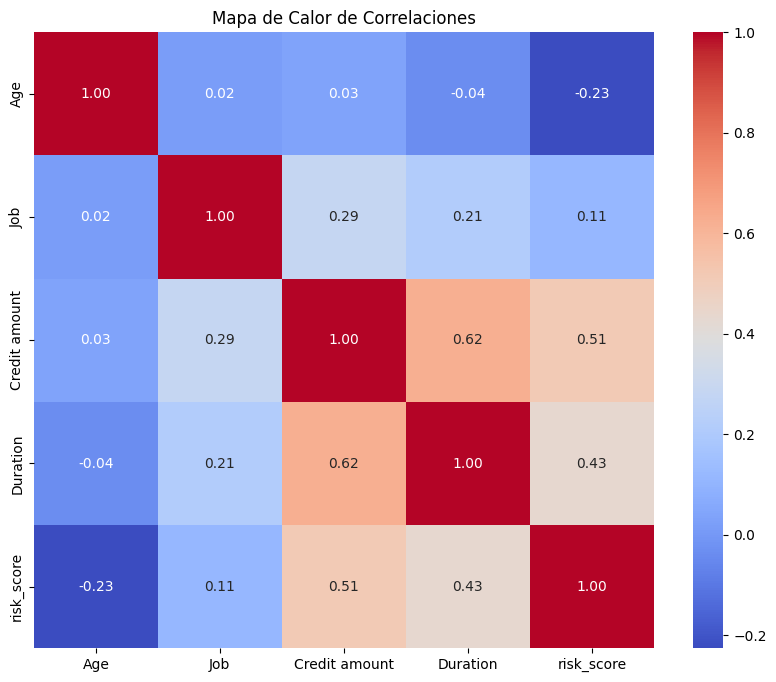 Mapa de Calor de Correlaciones
Age
1.00
0.02
0.03
-0.04
-0.23
Job
0.02
1.00
0.29
0.21
0.11
Credit amount
0.03
0.29
1.00
0.62
0.51
Duration
-0.04
0.21
0.62
1.00
0.43
risk_score
-0.23
0.11
0.51
0.43
1.00
Age
Job
Credit amount
Duration
risk_score
1.0
0.8
0.6
0.4
0.2
0.0
−0.2